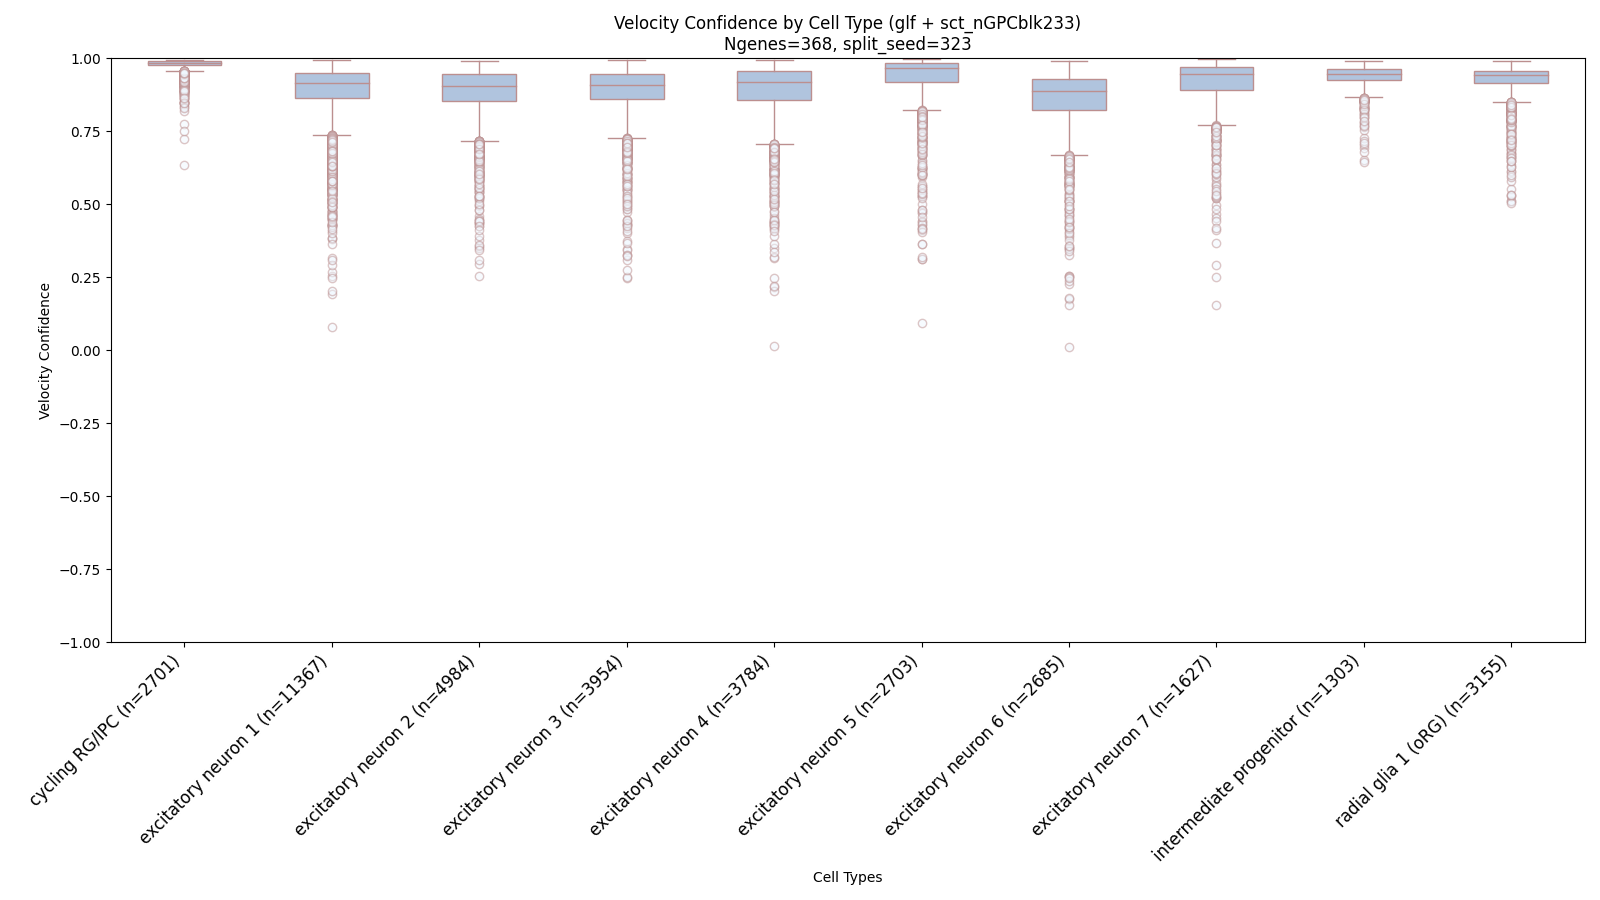 Velocity Confidence by Cell Type (glf + sct_nGPCblk233)
Ngenes=368, split_seed=323
1.00
0.75
0.50
0.25
0.00
−0.25
−0.50
−0.75
−1.00
Velocity Confidence
cycling RG/IPC (n=2701)
excitatory neuron 1 (n=11367)
excitatory neuron 2 (n=4984)
excitatory neuron 3 (n=3954)
excitatory neuron 4 (n=3784)
excitatory neuron 5 (n=2703)
excitatory neuron 6 (n=2685)
excitatory neuron 7 (n=1627)
intermediate progenitor (n=1303)
radial glia 1 (oRG) (n=3155)
Cell Types